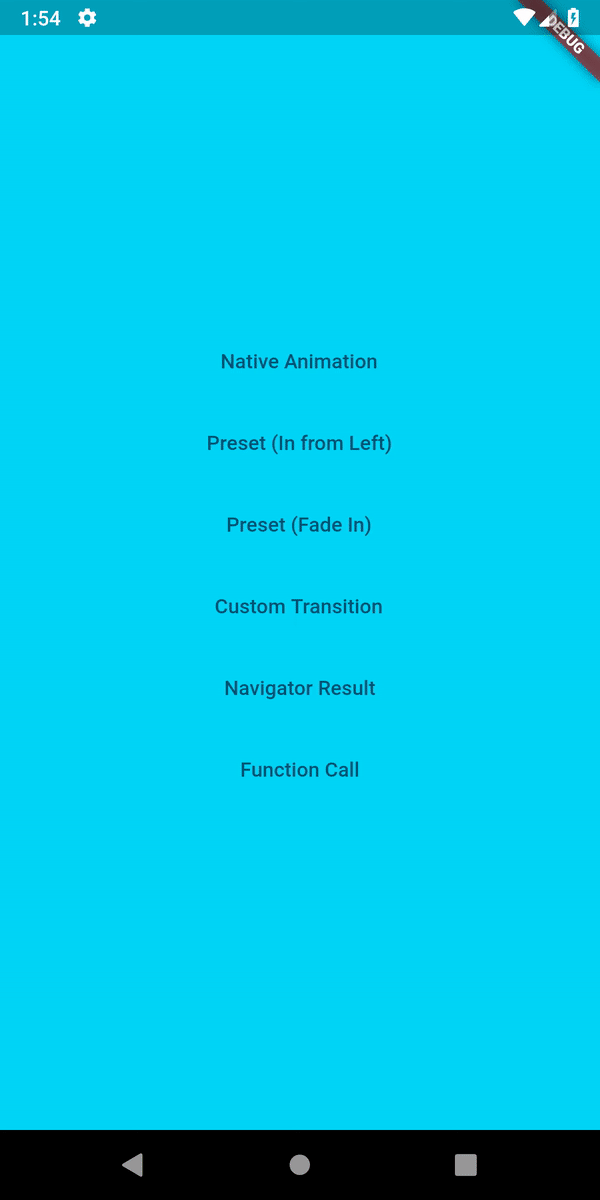 1:54
DEBUG
Native Animation
Preset (In from Left)
Preset (Fade In)
Custom Transition
Navigator Result
Function Call